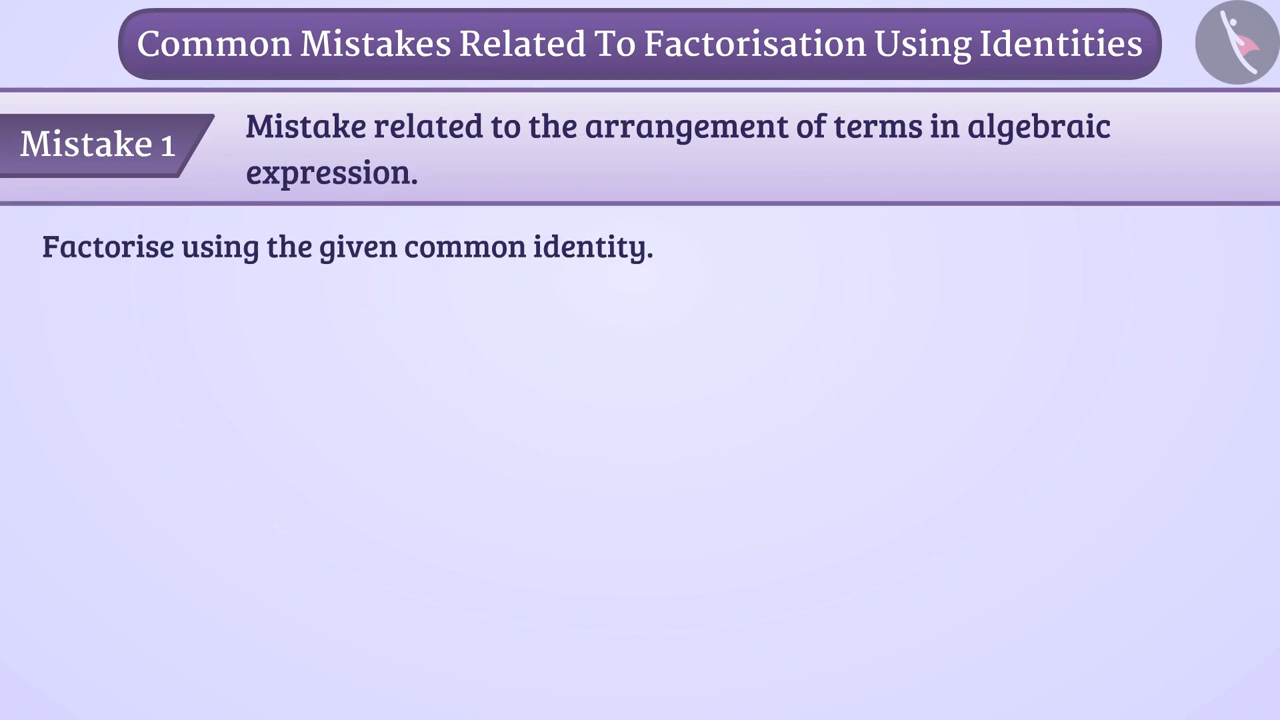 Common Mistakes Related To Factorisation Using Identities
Mistake 1
Mistake related to the arrangement of terms in algebraic
expression.
Factorise using the given common identity.